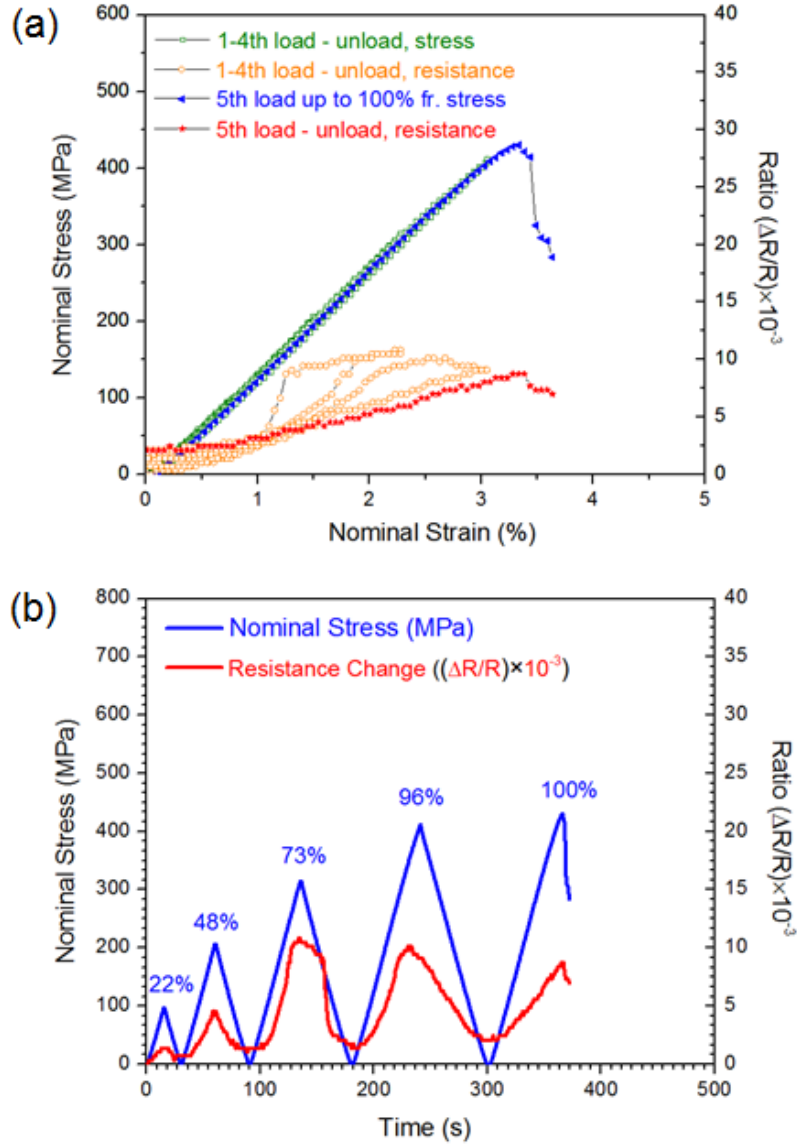 (a)
600
500
400
300
200
100
0
Nominal Stress (MPa)
1-4th load - unload, stress
1-4th load - unload, resistance
5th load up to 100% fr. stress
5th load - unload, resistance
40
35
30
25
20
15
10
5
0
Ratio (ΔR/R)×10⁻³
0 1 2 3 4 5
Nominal Strain (%)
(b)
800
700
600
500
400
300
200
100
0
Nominal Stress (MPa)
Nominal Stress (MPa)
Resistance Change ((ΔR/R)×10⁻³)
22%
48%
73%
96%
100%
40
35
30
25
20
15
10
5
0
Ratio (ΔR/R)×10⁻³
0 100 200 300 400 500
Time (s)